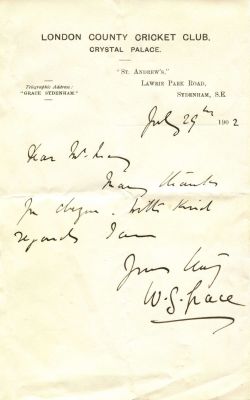 LONDON COUNTY CRICKET CLUB,
CRYSTAL PALACE.
"ST. ANDREW'S,"
LAWRIE PARK ROAD,
SYDENHAM, S.E.
Telegraphic Address:
"GRACE SYDENHAM."
July 29th 1902
Dear Mr
Many thanks
for cheque. With kind
regards I am
Yours truly
W. G. Grace